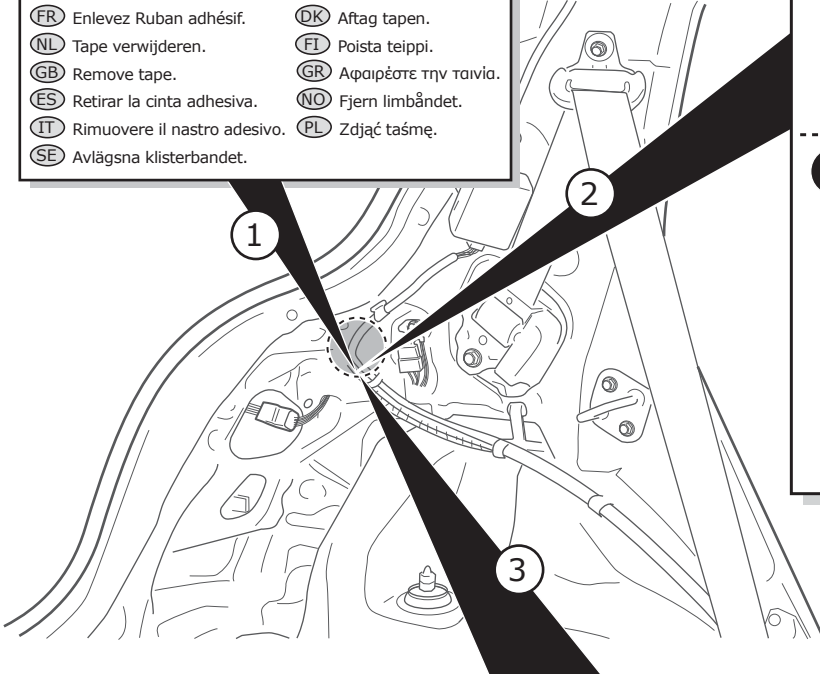 FR Enlevez Ruban adhésif.
NL Tape verwijderen.
GB Remove tape.
ES Retirar la cinta adhesiva.
IT Rimuovere il nastro adesivo.
SE Avlägsna klisterbandet.
DK Aftag tapen.
FI Poista teippi.
GR Αφαιρέστε την ταινία.
NO Fjern limbåndet.
PL Zdjąć taśmę.
1
2
3